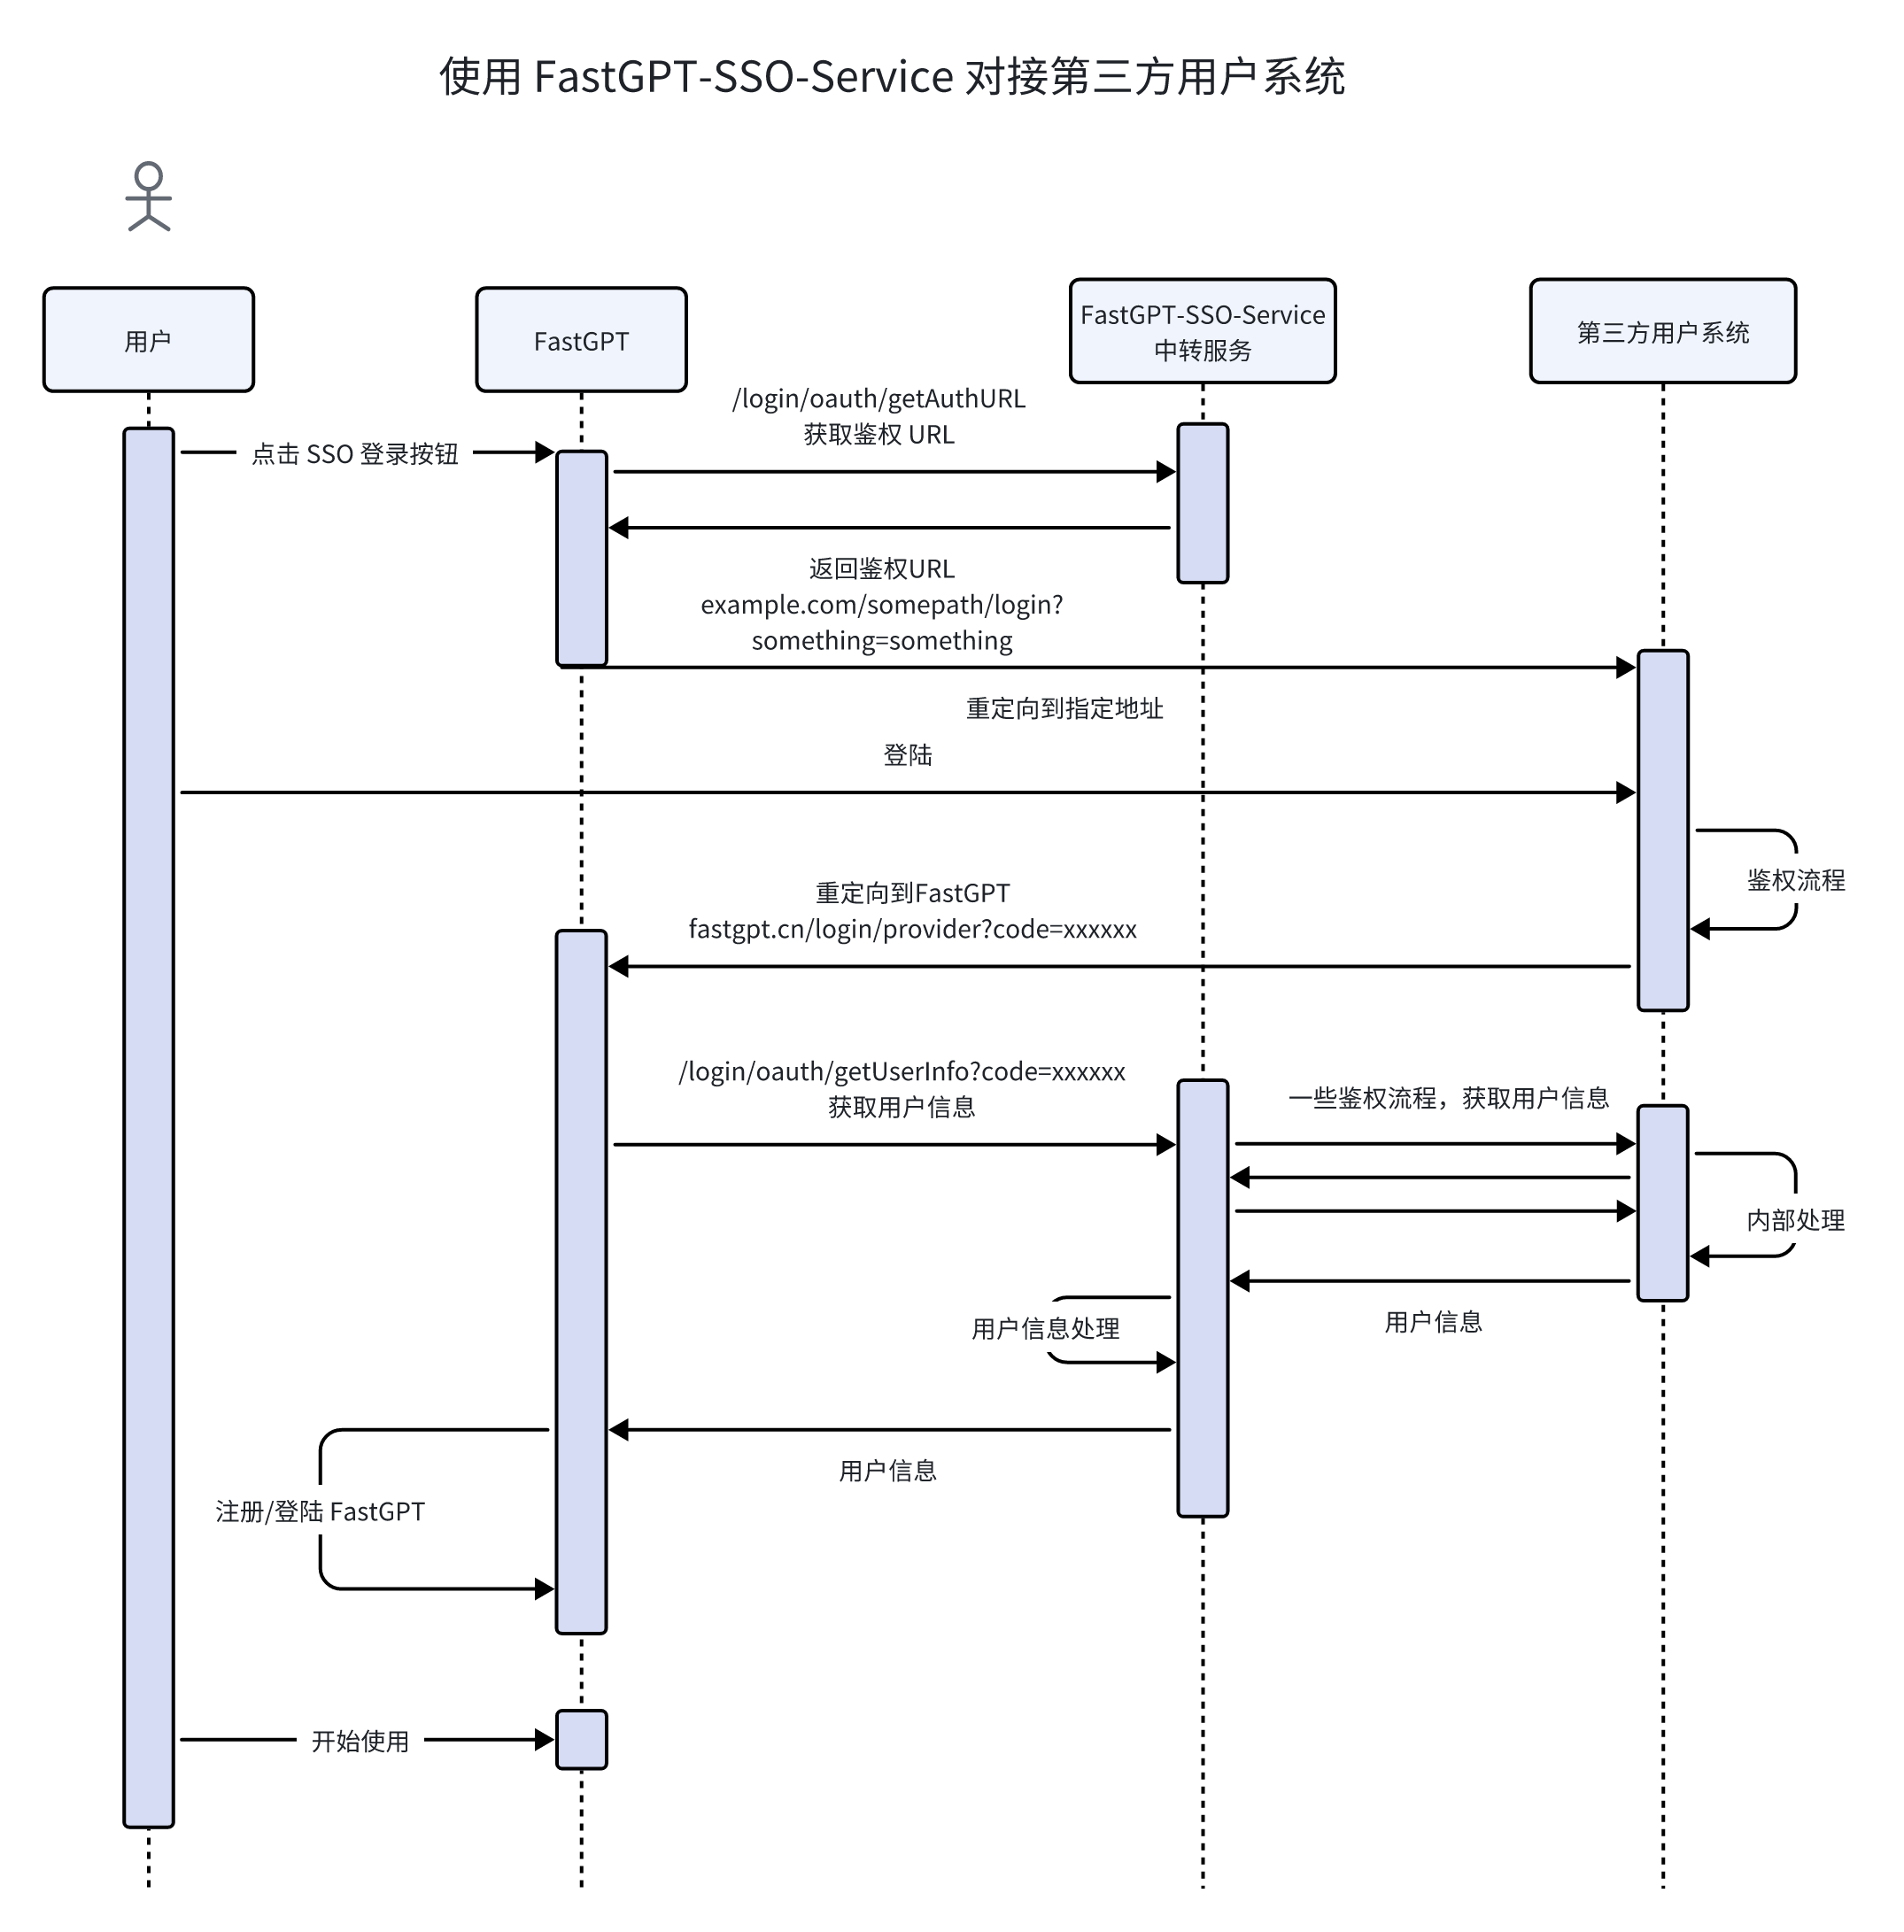 使用 FastGPT-SSO-Service 对接第三方用户系统
用户
FastGPT
FastGPT-SSO-Service
中转服务
第三方用户系统
/login/oauth/getAuthURL
获取鉴权 URL
点击 SSO 登录按钮
返回鉴权URL
example.com/somepath/login?
something=something
重定向到指定地址
登陆
鉴权流程
重定向到FastGPT
fastgpt.cn/login/provider?code=xxxxxx
/login/oauth/getUserInfo?code=xxxxxx
获取用户信息
一些鉴权流程，获取用户信息
内部处理
用户信息
用户信息处理
用户信息
注册/登陆 FastGPT
开始使用